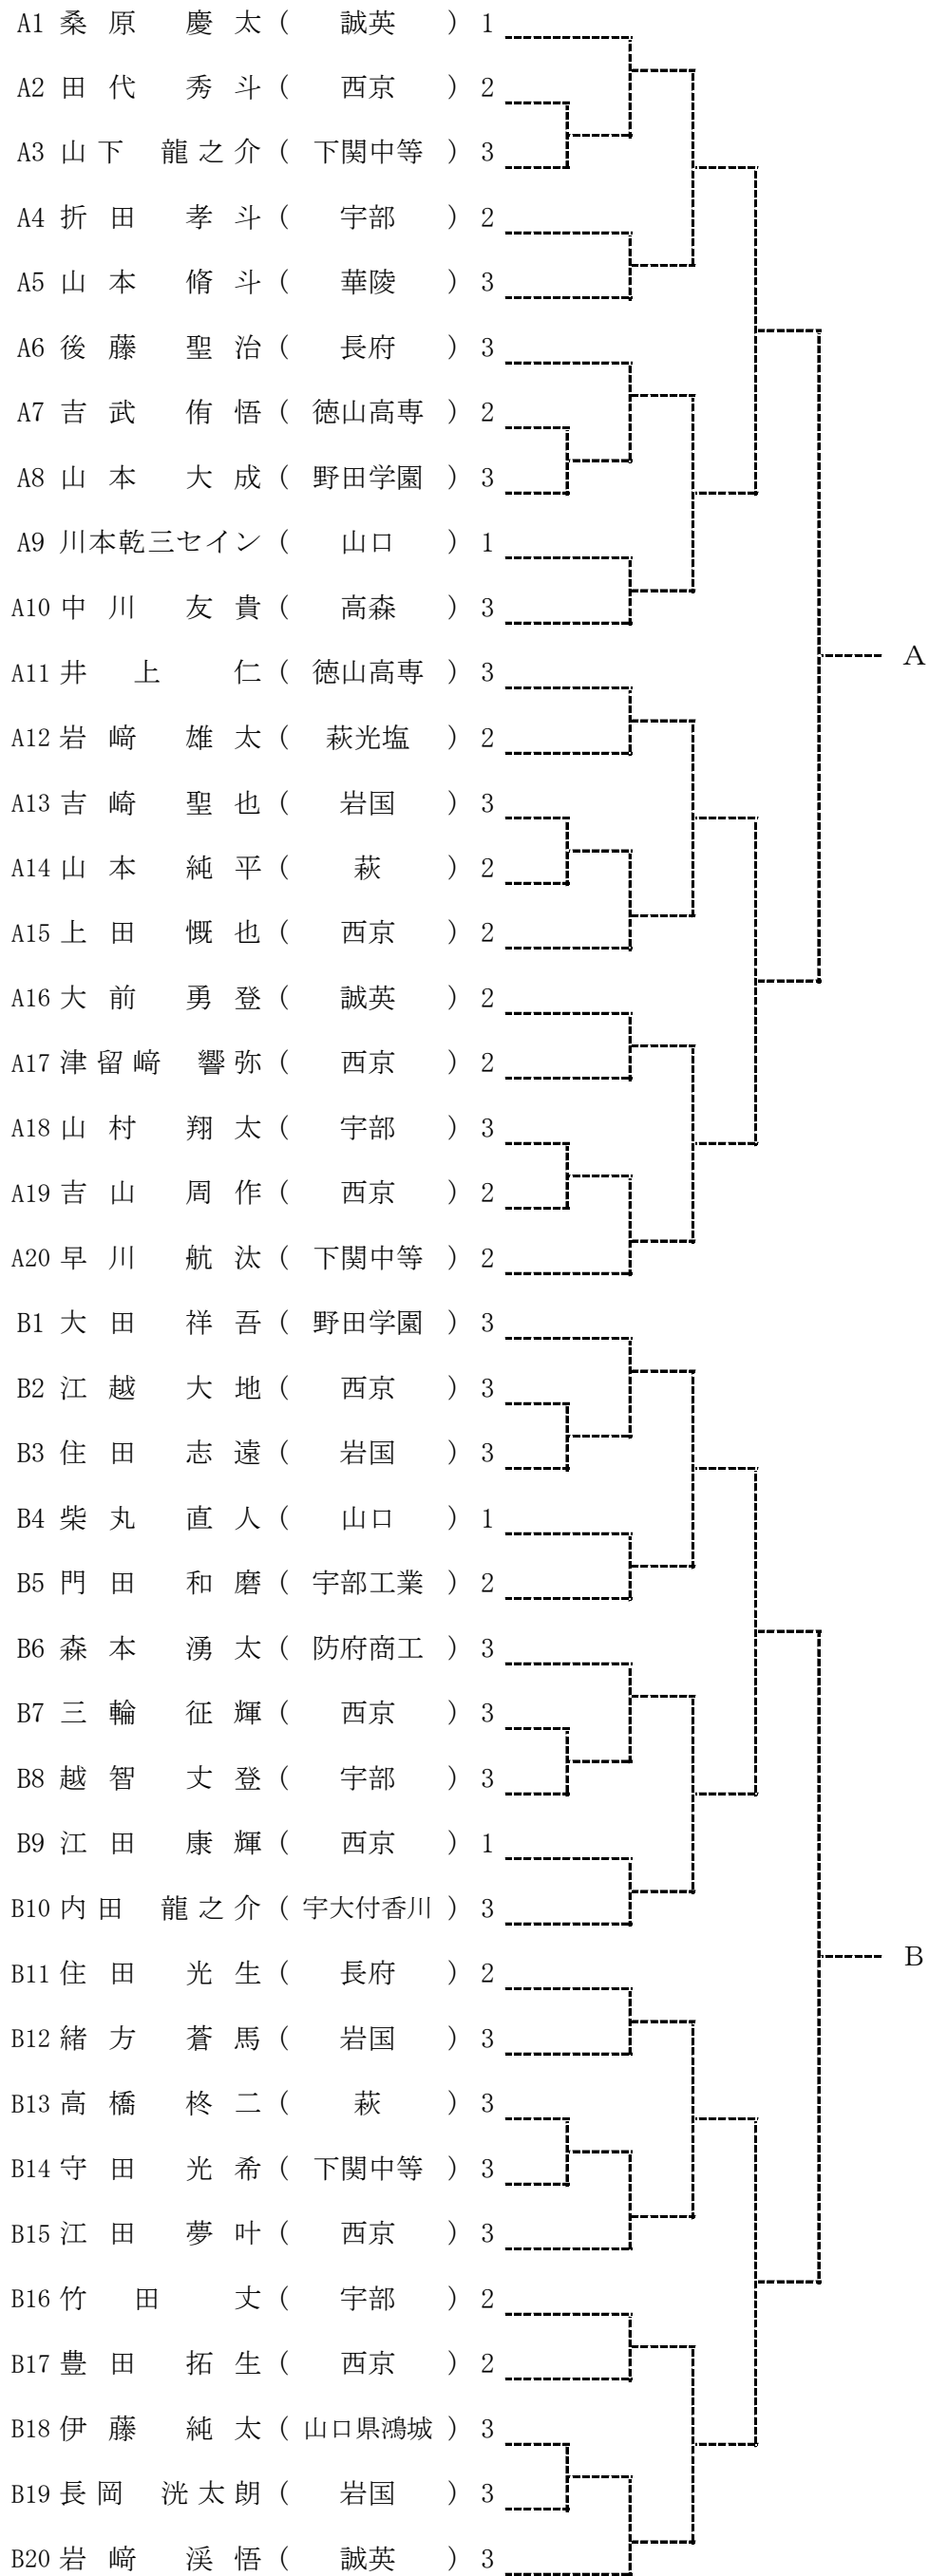 A1 桑原 慶太 ( 誠英 ) 1
A2 田代 秀斗 ( 西京 ) 2
A3 山下 龍之介 ( 下関中等 ) 3
A4 折田 孝斗 ( 宇部 ) 2
A5 山本 脩斗 ( 華陵 ) 3
A6 後藤 聖治 ( 長府 ) 3
A7 吉武 侑悟 ( 徳山高専 ) 2
A8 山本 大成 ( 野田学園 ) 3
A9 川本乾三セイン ( 山口 ) 1
A10 中川 友貴 ( 高森 ) 3
A
A11 井上 仁 ( 徳山高専 ) 3
A12 岩﨑 雄太 ( 萩光塩 ) 2
A13 吉崎 聖也 ( 岩国 ) 3
A14 山本 純平 ( 萩 ) 2
A15 上田 慨也 ( 西京 ) 2
A16 大前 勇登 ( 誠英 ) 2
A17 津留﨑 響弥 ( 西京 ) 2
A18 山村 翔太 ( 宇部 ) 3
A19 吉山 周作 ( 西京 ) 2
A20 早川 航汰 ( 下関中等 ) 2
B1 大田 祥吾 ( 野田学園 ) 3
B2 江越 大地 ( 西京 ) 3
B3 住田 志遠 ( 岩国 ) 3
B4 柴丸 直人 ( 山口 ) 1
B5 門田 和磨 ( 宇部工業 ) 2
B6 森本 湧太 ( 防府商工 ) 3
B7 三輪 征輝 ( 西京 ) 3
B8 越智 丈登 ( 宇部 ) 3
B9 江田 康輝 ( 西京 ) 1
B10 内田 龍之介 ( 宇大付香川 ) 3
B
B11 住田 光生 ( 長府 ) 2
B12 緒方 蒼馬 ( 岩国 ) 3
B13 高橋 柊二 ( 萩 ) 3
B14 守田 光希 ( 下関中等 ) 3
B15 江田 夢叶 ( 西京 ) 3
B16 竹田 丈 ( 宇部 ) 2
B17 豊田 拓生 ( 西京 ) 2
B18 伊藤 純太 ( 山口県鴻城 ) 3
B19 長岡 洸太朗 ( 岩国 ) 3
B20 岩﨑 渓悟 ( 誠英 ) 3